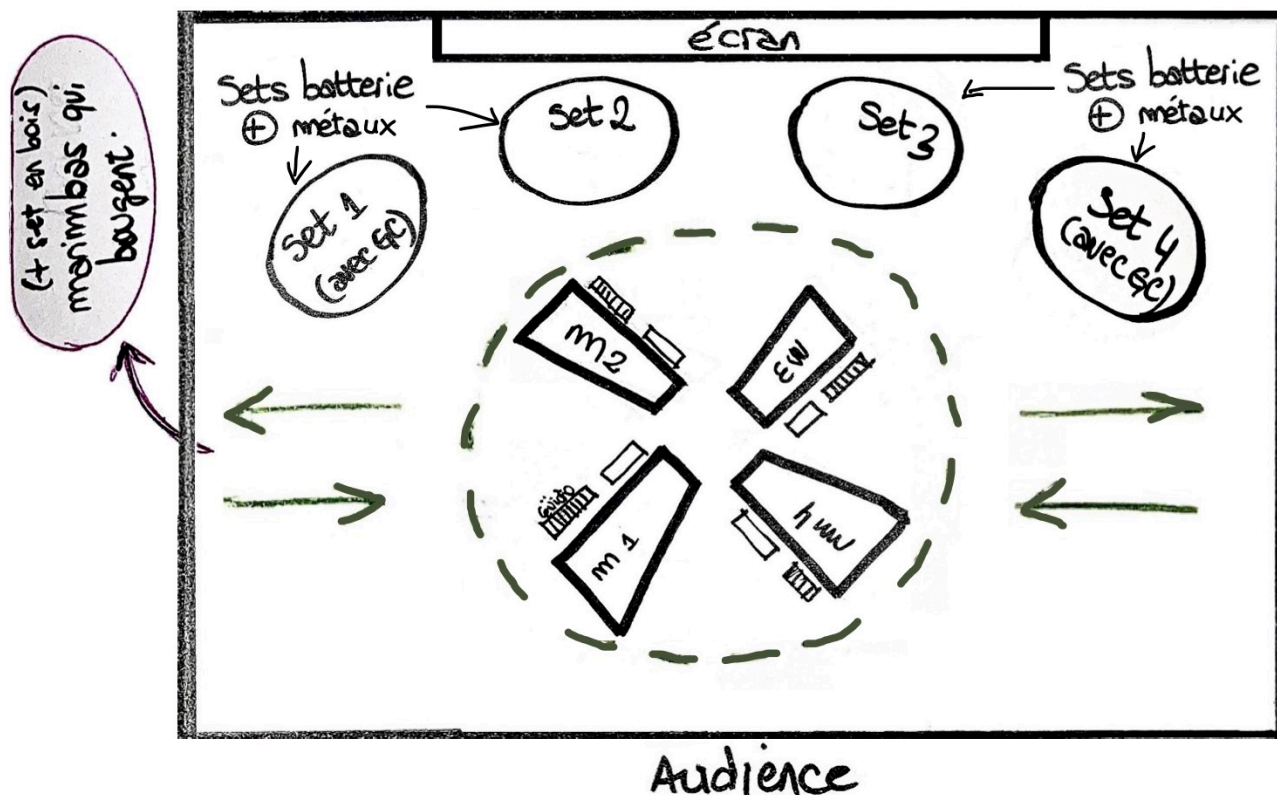 écran
Sets batterie
+ métaux
Set 1
(avec GC)
Set 2
Set 3
Sets batterie
+ métaux
Set 4
(avec GC)
(+ set en bois)
marimbas qui
bougent.
m2
m3
Güiro
m1
m4
Audience